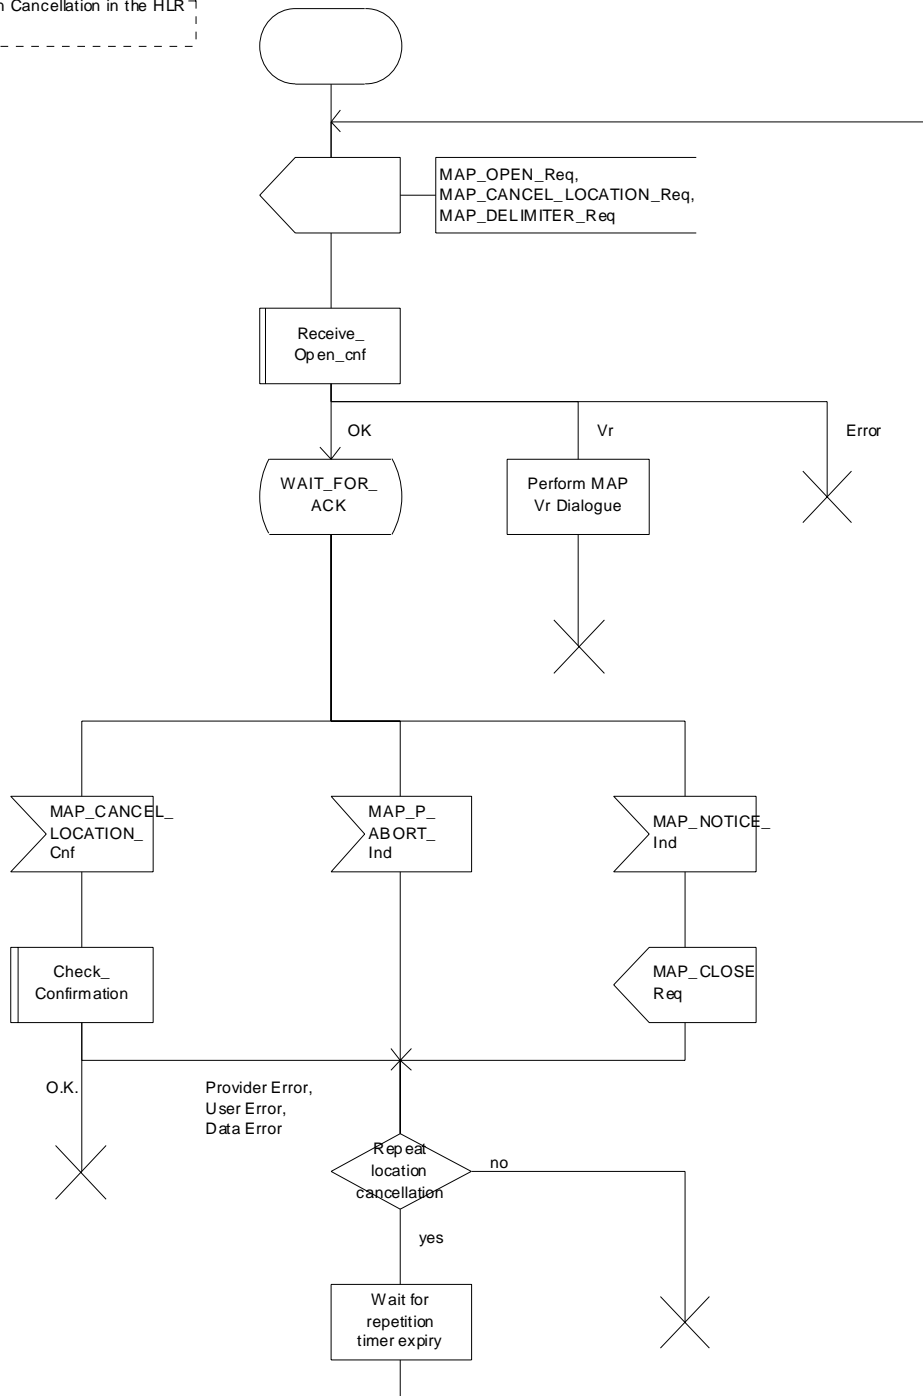 n Cancellation in the HLR
MAP_OPEN_Req,
MAP_CANCEL_LOCATION_Req,
MAP_DELIMITER_Req
Receive_
Open_cnf
OK
Vr
Error
WAIT_FOR_
ACK
Perform MAP
Vr Dialogue
MAP_CANCEL_
LOCATION_
Cnf
MAP_P_
ABORT_
Ind
MAP_NOTICE_
Ind
Check_
Confirmation
MAP_CLOSE
Req
O.K.
Provider Error,
User Error,
Data Error
Repeat
location
cancellation
no
yes
Wait for
repetition
timer expiry